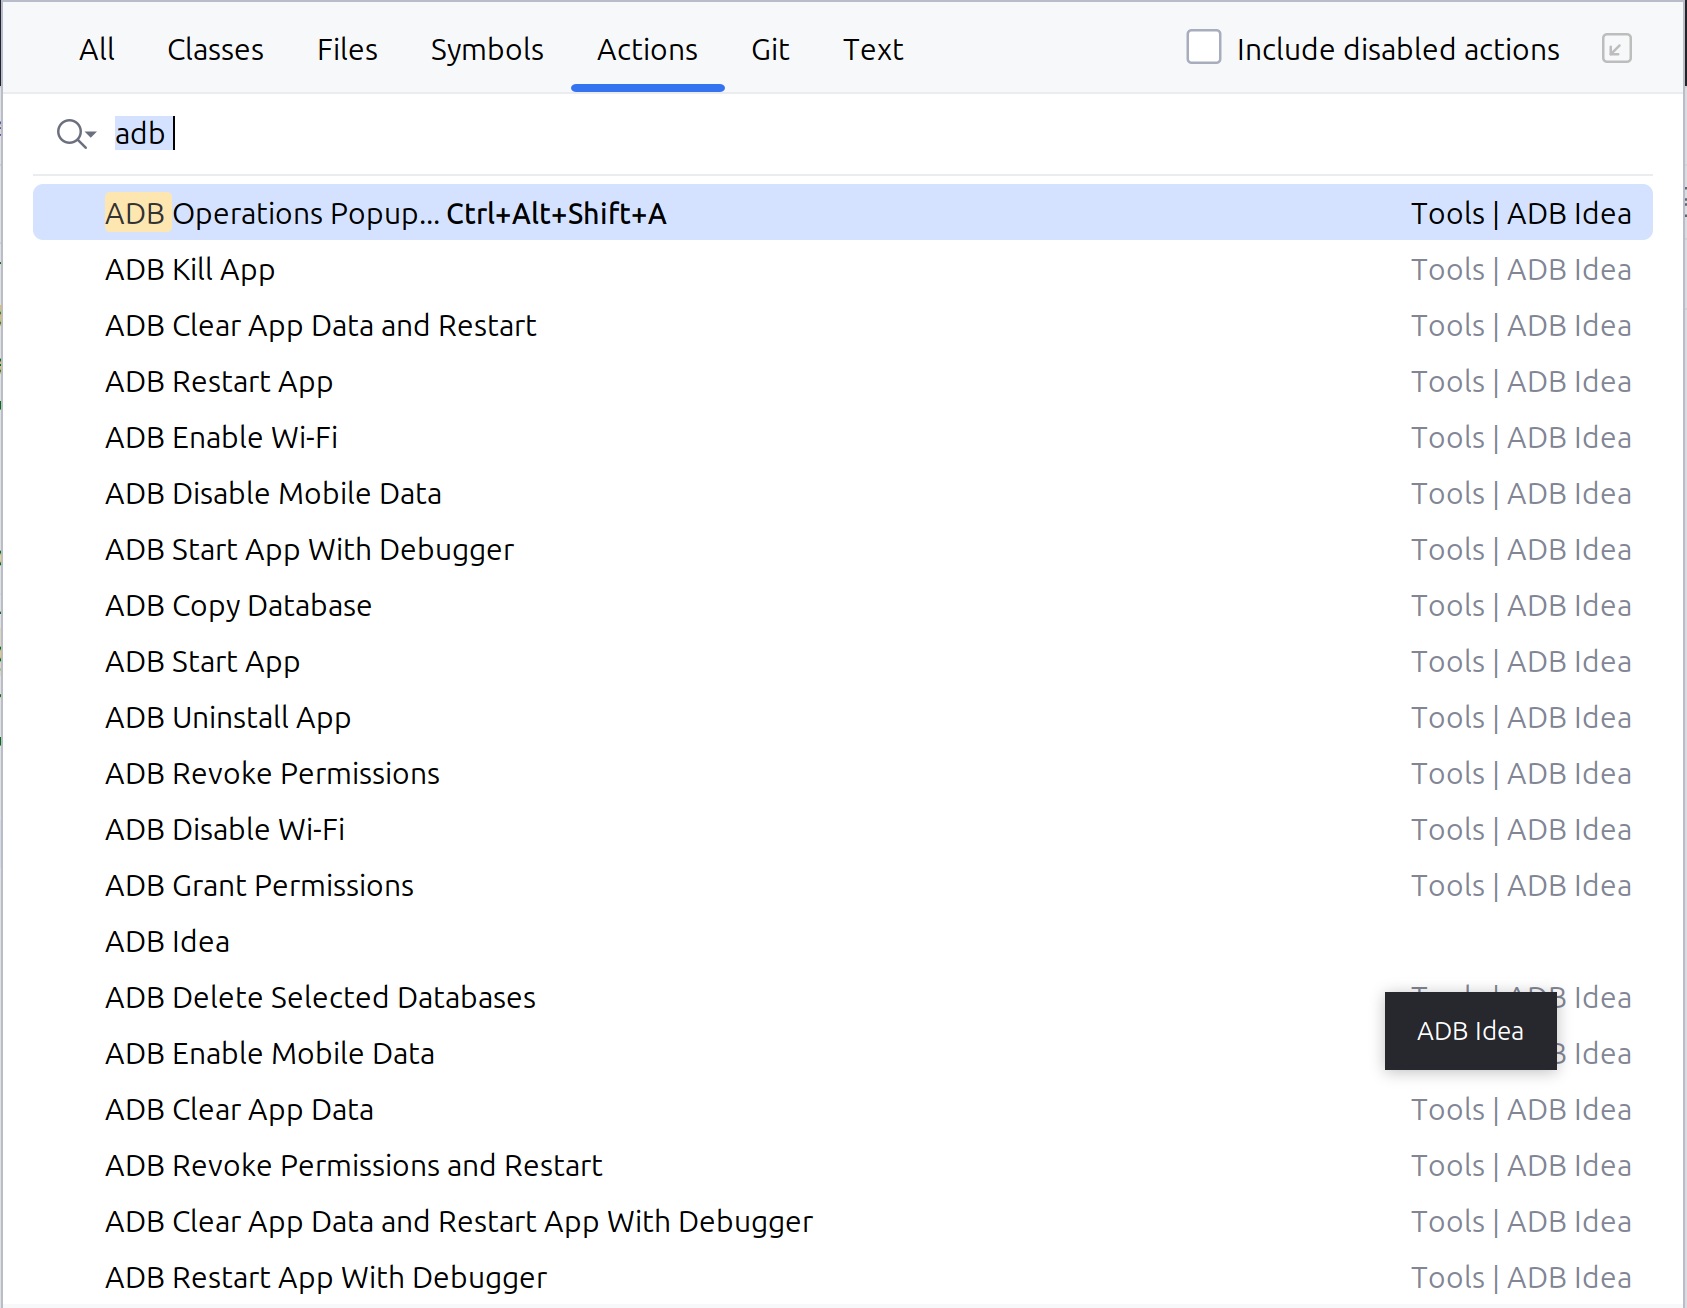 All Classes Files Symbols Actions Git Text Include disabled actions
adb
ADB Operations Popup... Ctrl+Alt+Shift+A Tools | ADB Idea
ADB Kill App Tools | ADB Idea
ADB Clear App Data and Restart Tools | ADB Idea
ADB Restart App Tools | ADB Idea
ADB Enable Wi-Fi Tools | ADB Idea
ADB Disable Mobile Data Tools | ADB Idea
ADB Start App With Debugger Tools | ADB Idea
ADB Copy Database Tools | ADB Idea
ADB Start App Tools | ADB Idea
ADB Uninstall App Tools | ADB Idea
ADB Revoke Permissions Tools | ADB Idea
ADB Disable Wi-Fi Tools | ADB Idea
ADB Grant Permissions Tools | ADB Idea
ADB Idea
ADB Delete Selected Databases Tools | ADB Idea
ADB Idea
ADB Enable Mobile Data Idea
ADB Clear App Data Tools | ADB Idea
ADB Revoke Permissions and Restart Tools | ADB Idea
ADB Clear App Data and Restart App With Debugger Tools | ADB Idea
ADB Restart App With Debugger Tools | ADB Idea